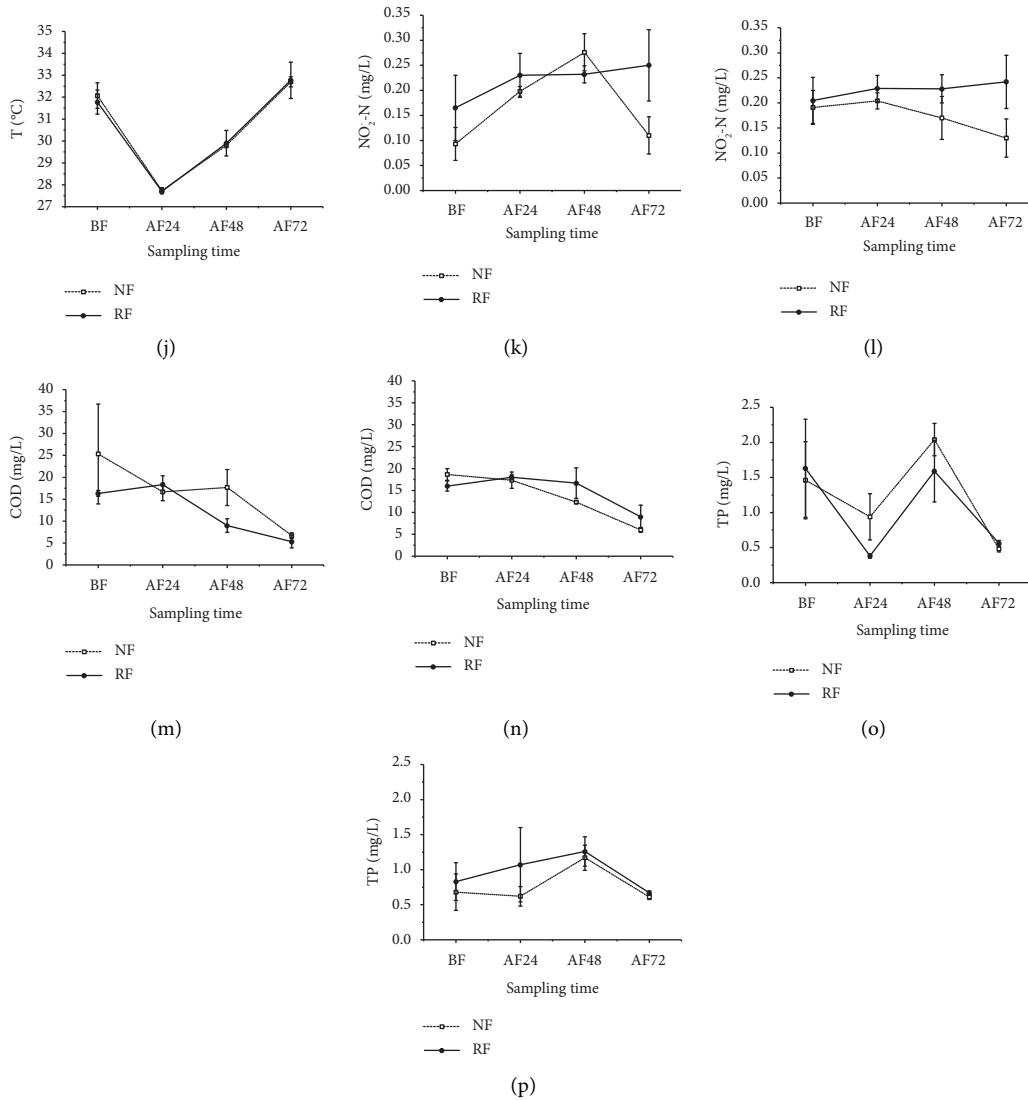 T (°C)
35
34
33
32
31
30
29
28
27
BF AF24 AF48 AF72
Sampling time
NF
RF
(j)
NO₂⁻-N (mg/L)
0.35
0.30
0.25
0.20
0.15
0.10
0.05
0.00
BF AF24 AF48 AF72
Sampling time
NF
RF
(k)
NO₂⁻-N (mg/L)
0.35
0.30
0.25
0.20
0.15
0.10
0.05
0.00
BF AF24 AF48 AF72
Sampling time
NF
RF
(l)
COD (mg/L)
40
35
30
25
20
15
10
5
0
BF AF24 AF48 AF72
Sampling time
NF
RF
(m)
COD (mg/L)
40
35
30
25
20
15
10
5
0
BF AF24 AF48 AF72
Sampling time
NF
RF
(n)
TP (mg/L)
2.5
2.0
1.5
1.0
0.5
0.0
BF AF24 AF48 AF72
Sampling time
NF
RF
(o)
TP (mg/L)
2.5
2.0
1.5
1.0
0.5
0.0
BF AF24 AF48 AF72
Sampling time
NF
RF
(p)